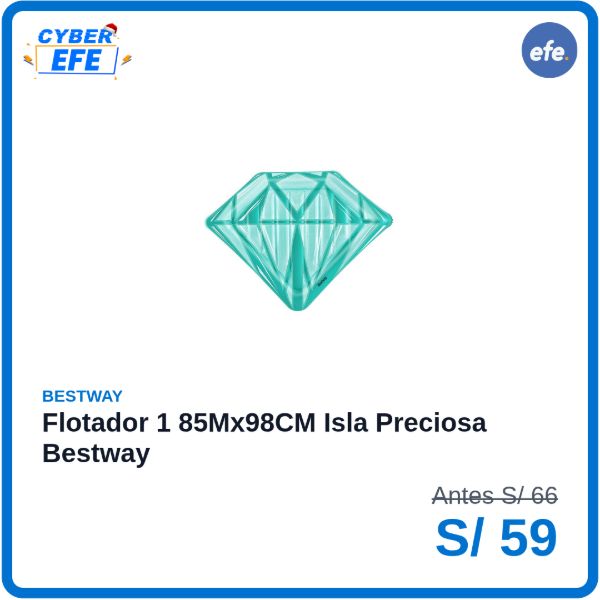 CYBER
EFE
efe.
BESTWAY
Flotador 1 85Mx98CM Isla Preciosa
Bestway
Antes S/ 66
S/ 59